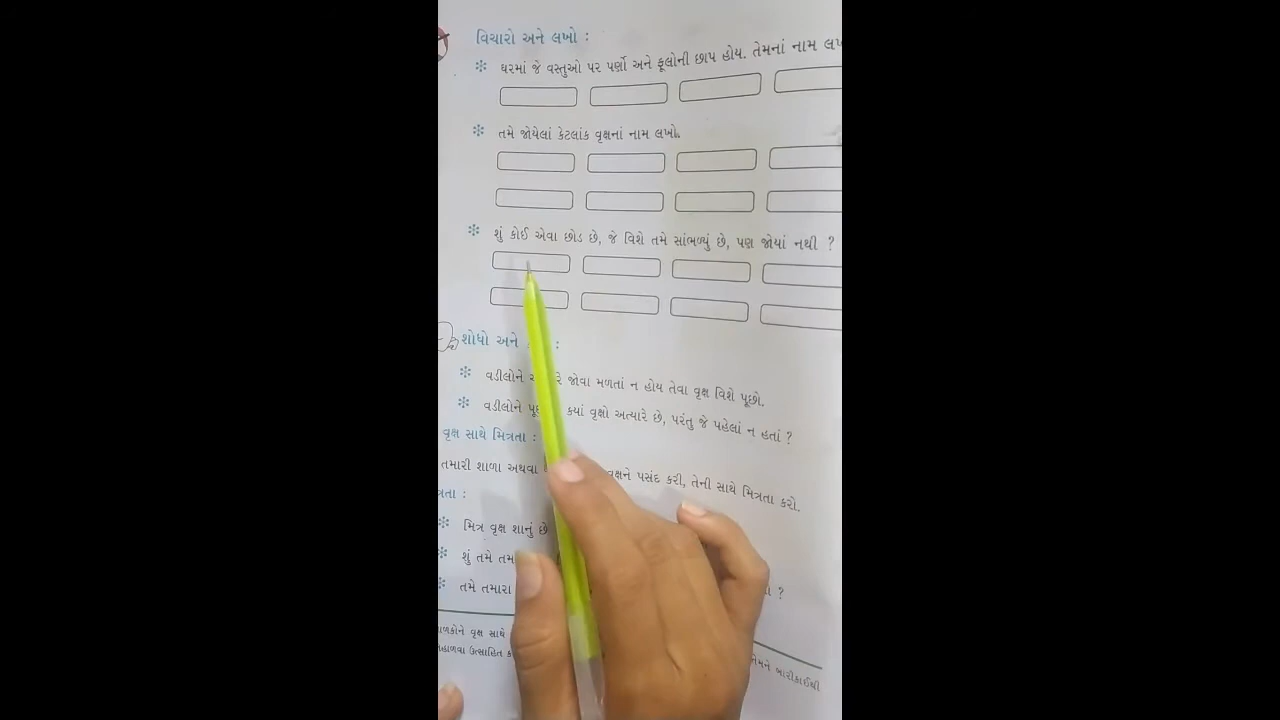 વિચારો અને લખો :
ઘરમાં જે વસ્તુઓ પર પર્ણો અને ફૂલોની છાપ હોય. તેમનાં નામ
તમે જોયેલાં કેટલાંક વૃક્ષનાં નામ લખો.
શું કોઈ એવા છોડ છે, જે વિશે તમે સાંભળ્યું છે, પણ જોયાં નથી ?
શોધો અને :
વડીલોને જોવા મળતાં ન હોય તેવા વૃક્ષ વિશે પૂછો.
વડીલોને ક્યાં વૃક્ષો અત્યારે છે, પરંતુ જે પહેલાં ન હતાં ?
વૃક્ષ સાથે મિત્રતા :
તમારી શાળા અથવા વૃક્ષને પસંદ કરી, તેની સાથે મિત્રતા કરો.
મિત્ર વૃક્ષ શાનું છે
શું તમે
તમે તમારા ?
વૃક્ષ સાથે
બારીકાઈથી